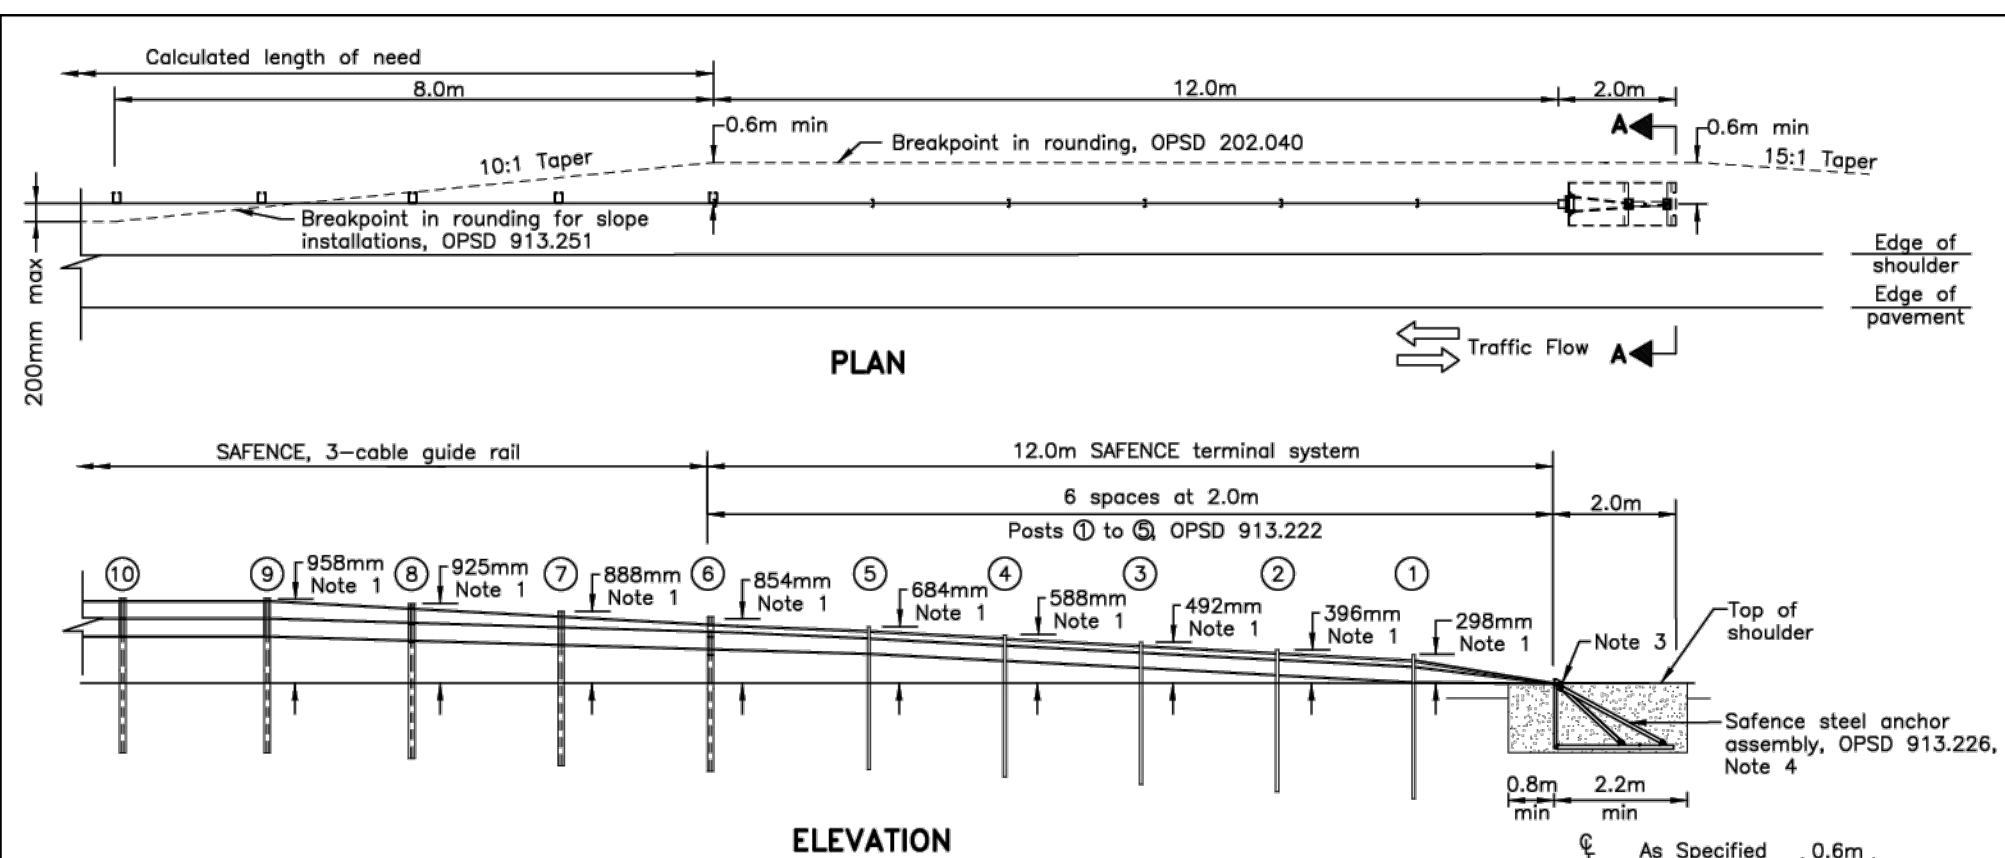 Calculated length of need
8.0m
12.0m
2.0m
0.6m min
A
0.6m min
Breakpoint in rounding, OPSD 202.040
10:1 Taper
15:1 Taper
Breakpoint in rounding for slope
installations, OPSD 913.251
200mm max
Edge of
shoulder
Edge of
pavement
Traffic Flow
A
PLAN
SAFENCE, 3-cable guide rail
12.0m SAFENCE terminal system
6 spaces at 2.0m
2.0m
Posts ① to ⑤, OPSD 913.222
⑩
⑨
958mm
Note 1
⑧
925mm
Note 1
⑦
888mm
Note 1
⑥
854mm
Note 1
⑤
684mm
Note 1
④
588mm
Note 1
③
492mm
Note 1
②
396mm
Note 1
①
298mm
Note 1
Note 3
Top of
shoulder
Safence steel anchor
assembly, OPSD 913.226,
Note 4
0.8m
min
2.2m
min
ELEVATION
℄
As Specified
0.6m